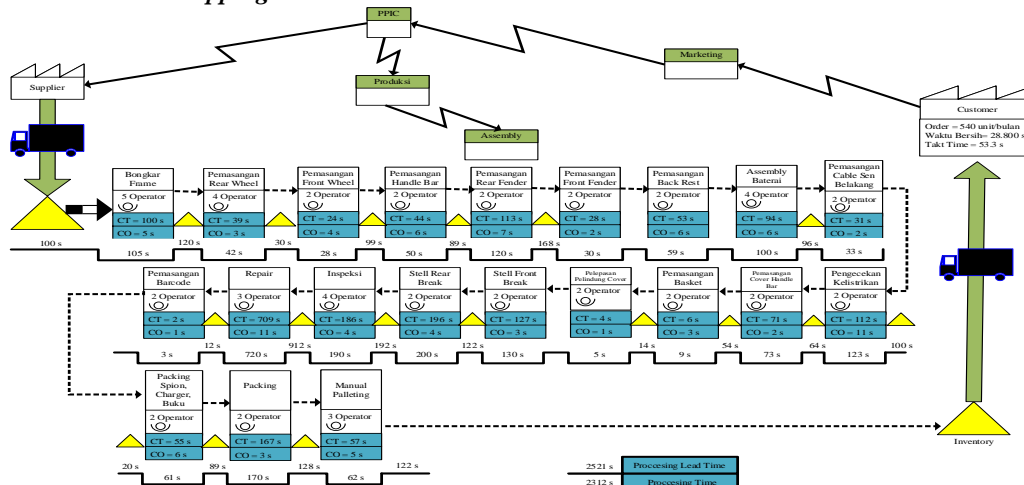 PPIC
Marketing
Supplier
Produksi
Customer
Order = 540 unit/bulan
Waktu Bersih= 28.800 s
Takt Time = 53.3 s
Assembly
Bongkar
Frame
5 Operator
CT = 100 s
CO = 5 s
Pemasangan
Rear Wheel
4 Operator
CT = 39 s
CO = 3 s
Pemasangan
Front Wheel
2 Operator
CT = 24 s
CO = 4 s
Pemasangan
Handle Bar
2 Operator
CT = 44 s
CO = 6 s
Pemasangan
Rear Fender
2 Operator
CT = 113 s
CO = 7 s
Pemasangan
Front Fender
2 Operator
CT = 28 s
CO = 2 s
Pemasangan
Back Rest
2 Operator
CT = 53 s
CO = 6 s
Assembly
Baterai
4 Operator
CT = 94 s
CO = 6 s
Pemasangan
Cable Sen
Belakang
2 Operator
CT = 31 s
CO = 2 s
100 s 120 s 30 s 99 s 89 s 168 s 96 s
105 s 42 s 28 s 50 s 120 s 30 s 59 s 100 s 33 s
Pemasangan
Barcode
2 Operator
CT = 2 s
CO = 1 s
Repair
3 Operator
CT = 709 s
CO = 11 s
Inspeksi
4 Operator
CT =186 s
CO = 4 s
Stell Rear
Break
2 Operator
CT = 196 s
CO = 4 s
Stell Front
Break
2 Operator
CT = 127 s
CO = 3 s
Pelepasan
Pelindung Cover
2 Operator
CT = 4 s
CO = 1 s
Pemasangan
Basket
2 Operator
CT = 6 s
CO = 3 s
Pemasangan
Cover Handle
Bar
2 Operator
CT = 71 s
CO = 2 s
Pengecekan
Kelistrikan
2 Operator
CT = 112 s
CO = 11 s
12 s 912 s 192 s 122 s 14 s 54 s 64 s 100 s
3 s 720 s 190 s 200 s 130 s 5 s 9 s 73 s 123 s
Packing
Spion,
Charger,
Buku
2 Operator
CT = 55 s
CO = 6 s
Packing
2 Operator
CT = 167 s
CO = 3 s
Manual
Palleting
3 Operator
CT = 57 s
CO = 5 s
Inventory
20 s 89 s 128 s 122 s
61 s 170 s 62 s
2521 s Proccesing Lead Time
2312 s Proccesing Time